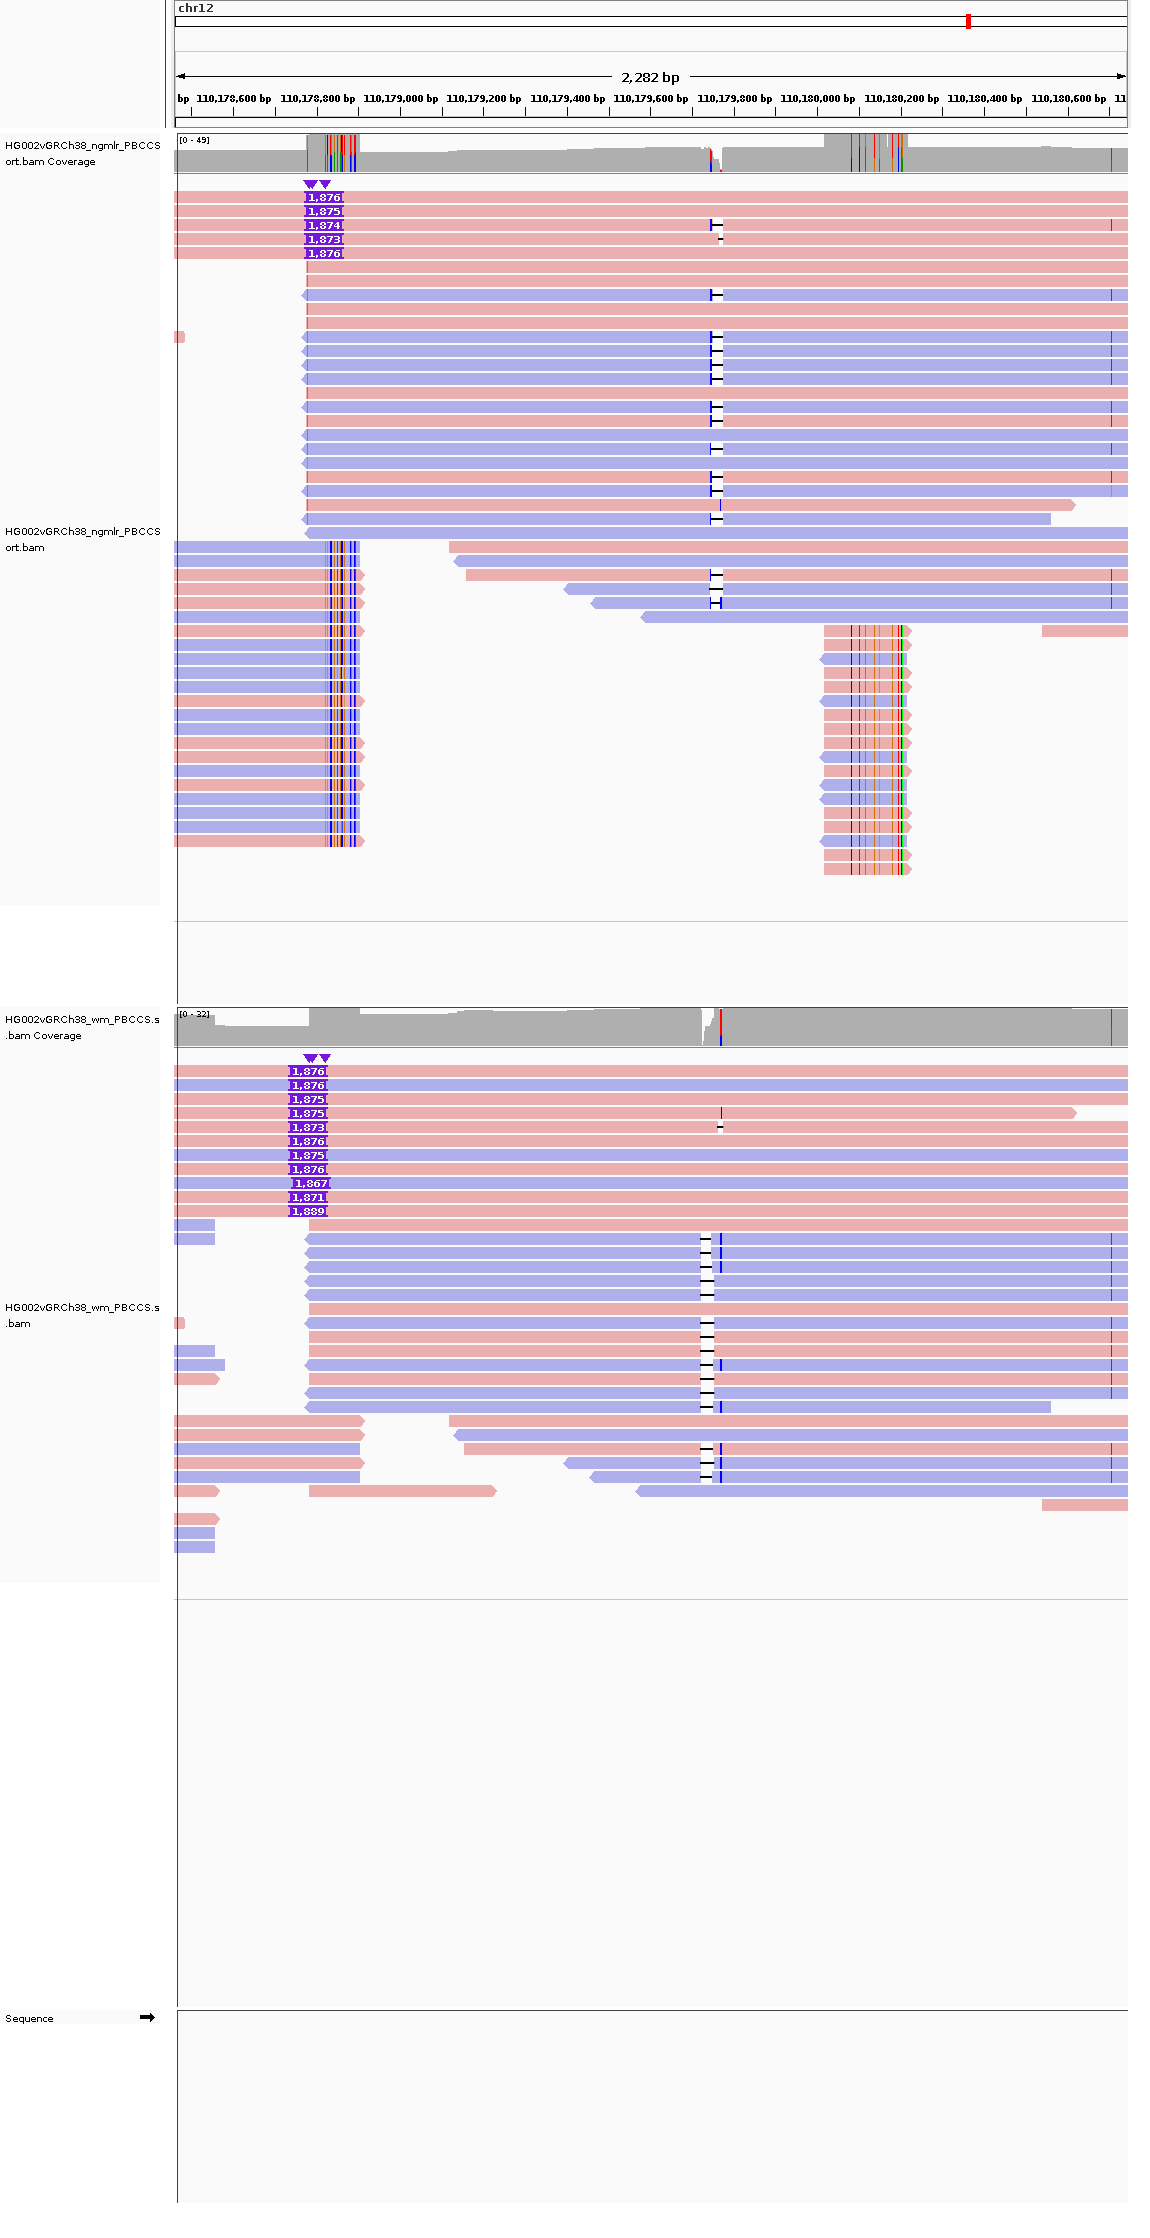 chr12
2,282 bp
bp 110,178,600 bp 110,178,800 bp 110,179,000 bp 110,179,200 bp 110,179,400 bp 110,179,600 bp 110,179,800 bp 110,180,000 bp 110,180,200 bp 110,180,400 bp 110,180,600 bp 11
HG002vGRCh38_ngmlr_PBCCS
ort.bam Coverage
[0 - 49]
1,876
1,875
1,874
1,873
1,876
HG002vGRCh38_ngmlr_PBCCS
ort.bam
HG002vGRCh38_wm_PBCCS.s
.bam Coverage
[0 - 32]
1,876
1,876
1,875
1,875
1,873
1,876
1,875
1,876
1,867
1,871
1,889
HG002vGRCh38_wm_PBCCS.s
.bam
Sequence